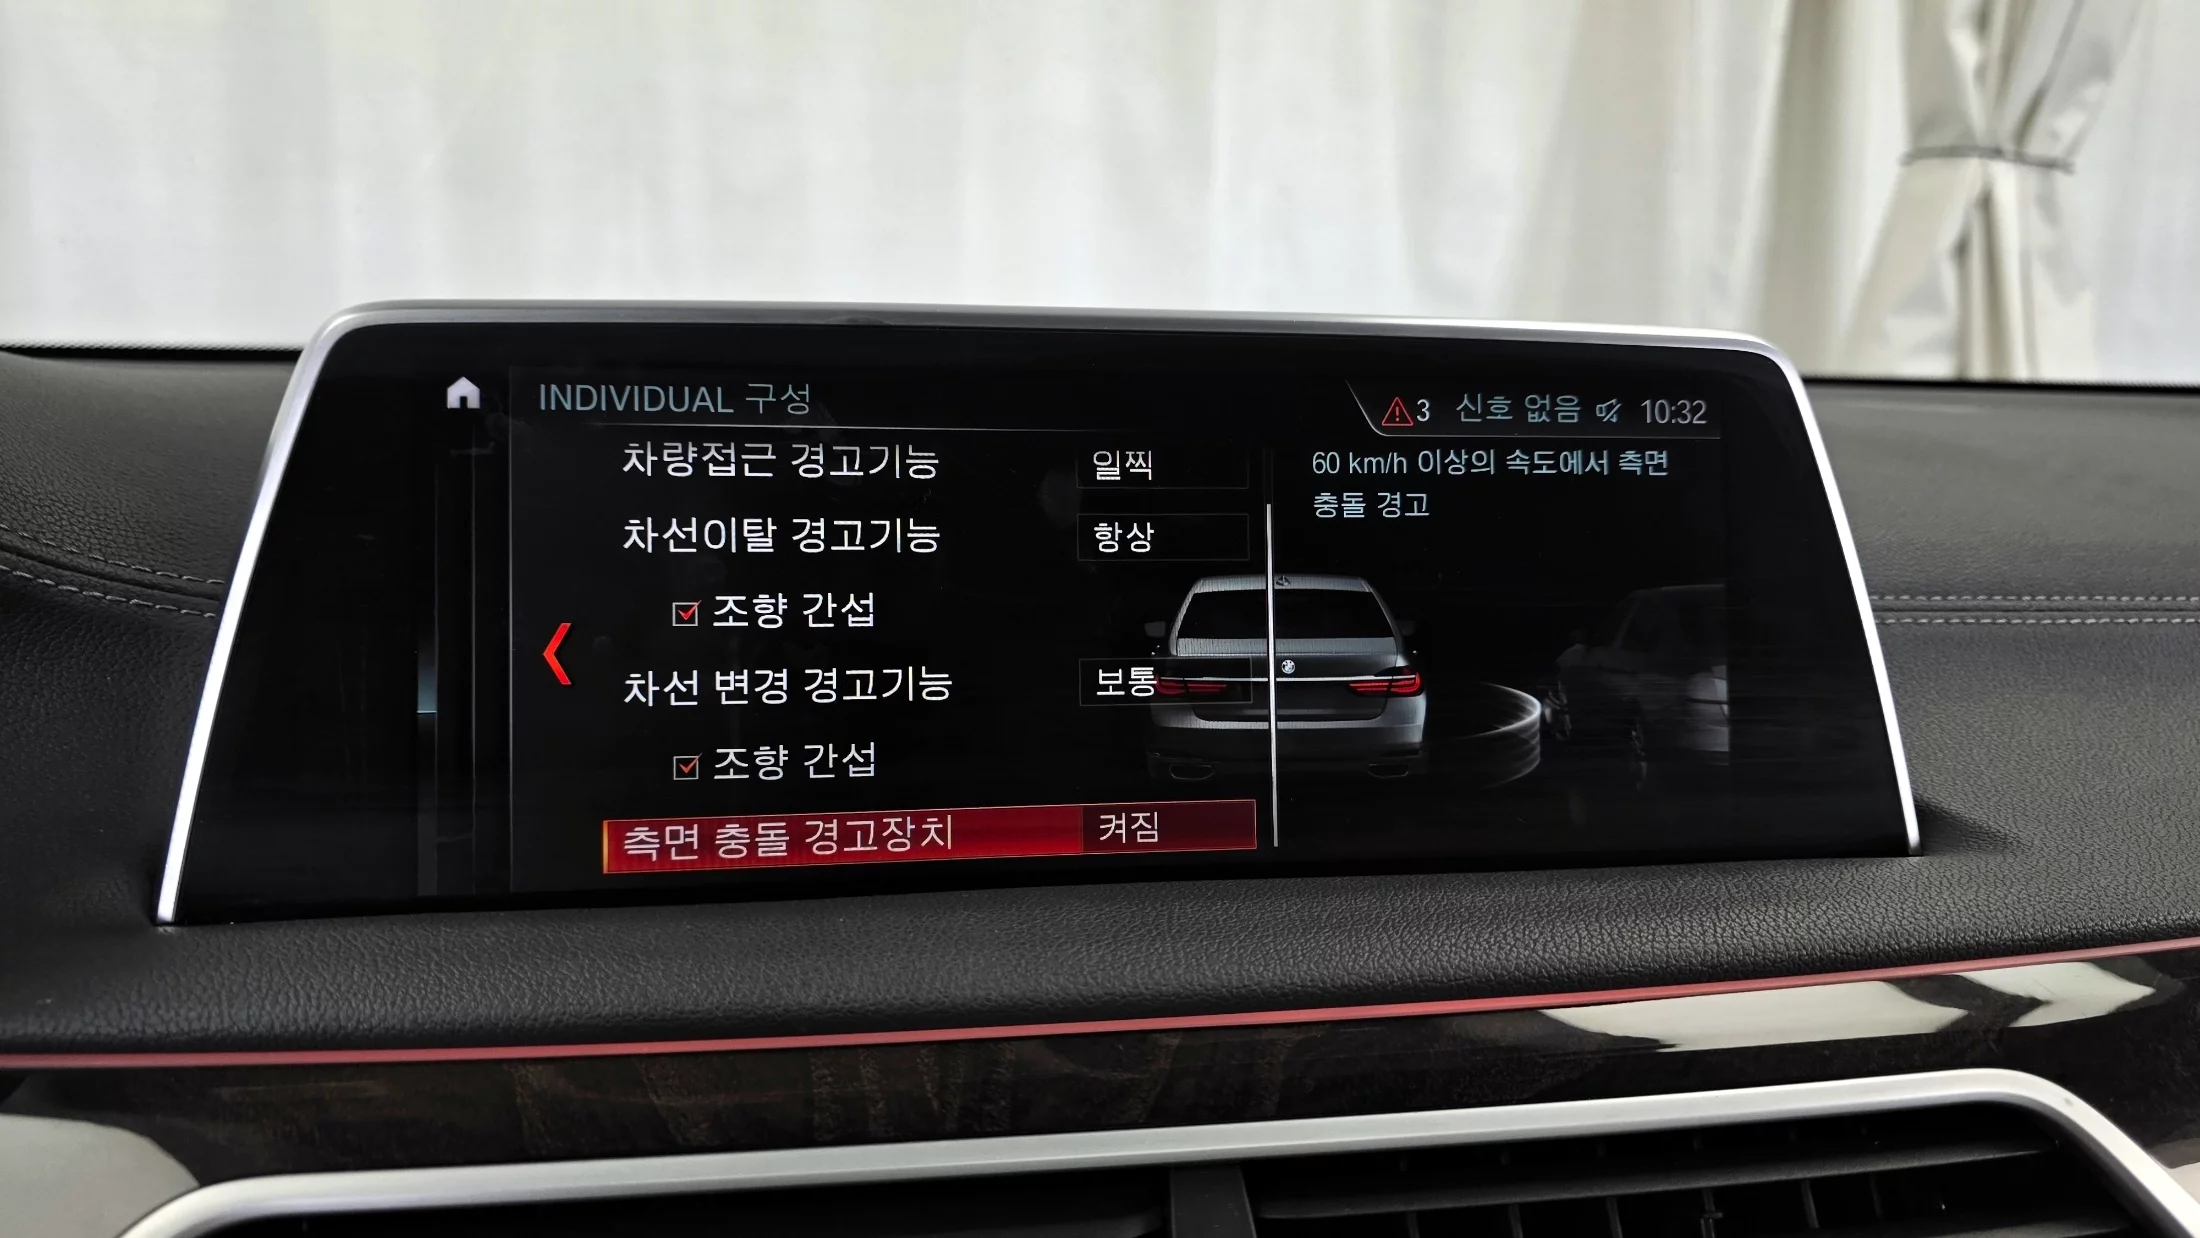 INDIVIDUAL 구성
3 신호 없음 10:32
차량접근 경고기능 일찍
차선이탈 경고기능 항상
조향 간섭
차선 변경 경고기능 보통
조향 간섭
측면 충돌 경고장치 켜짐
60 km/h 이상의 속도에서 측면
충돌 경고